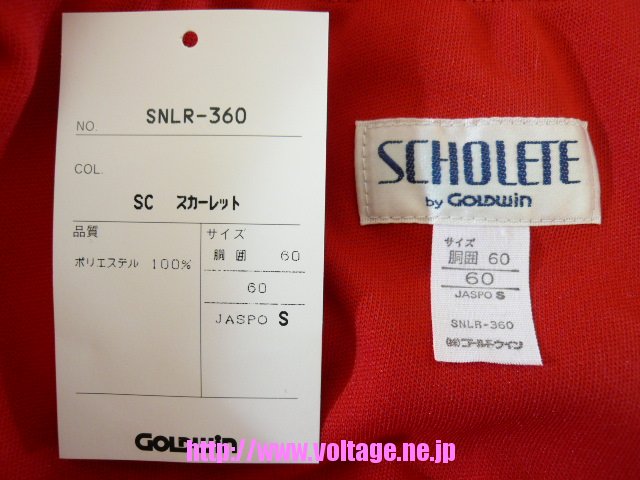 NO. SNLR-360
COL.
SC スカーレット
品質
ポリエステル 100%
サイズ
胴囲 60
60
JASPO S
GOLDWIN
SCHOLETE
by GOLDWIN
サイズ
胴囲 60
60
JASPO S
SNLR-360
㈱ゴールドウイン
http://www.voltage.ne.jp